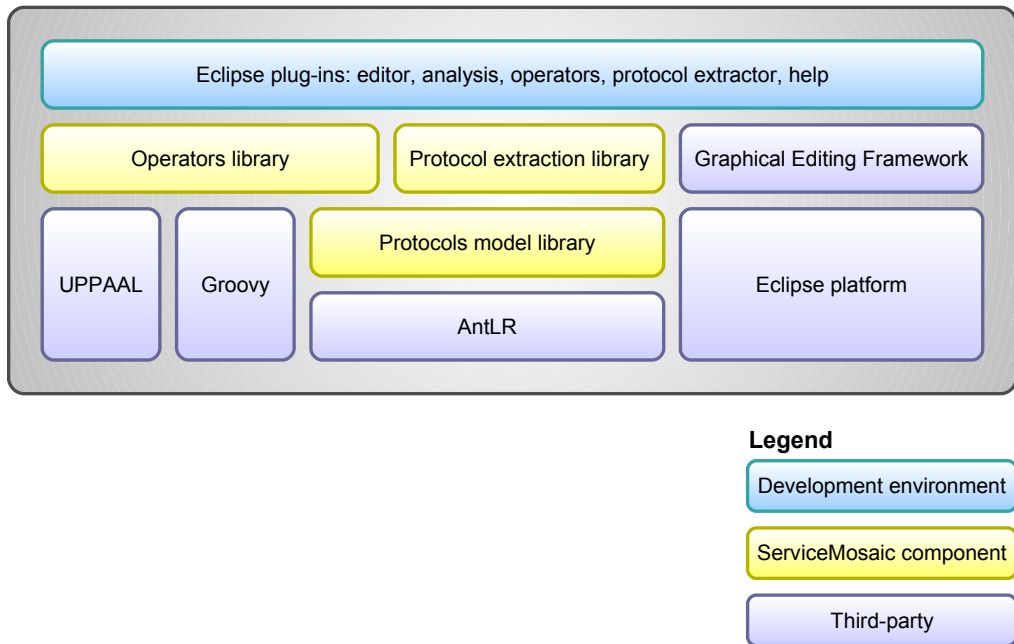 Eclipse plug-ins: editor, analysis, operators, protocol extractor, help
Operators library
Protocol extraction library
Graphical Editing Framework
UPPAAL
Groovy
Protocols model library
AntLR
Eclipse platform
Legend
Development environment
ServiceMosaic component
Third-party